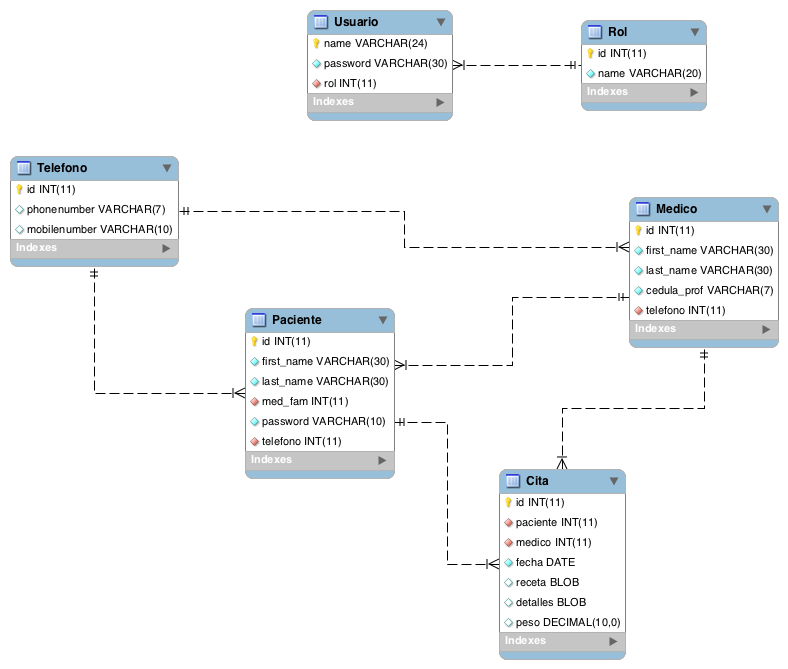 Usuario
name VARCHAR(24)
password VARCHAR(30)
rol INT(11)
Indexes
Rol
id INT(11)
name VARCHAR(20)
Indexes
Telefono
id INT(11)
phonenumber VARCHAR(7)
mobilenumber VARCHAR(10)
Indexes
Medico
id INT(11)
first_name VARCHAR(30)
last_name VARCHAR(30)
cedula_prof VARCHAR(7)
telefono INT(11)
Indexes
Paciente
id INT(11)
first_name VARCHAR(30)
last_name VARCHAR(30)
med_fam INT(11)
password VARCHAR(10)
telefono INT(11)
Indexes
Cita
id INT(11)
paciente INT(11)
medico INT(11)
fecha DATE
receta BLOB
detalles BLOB
peso DECIMAL(10,0)
Indexes